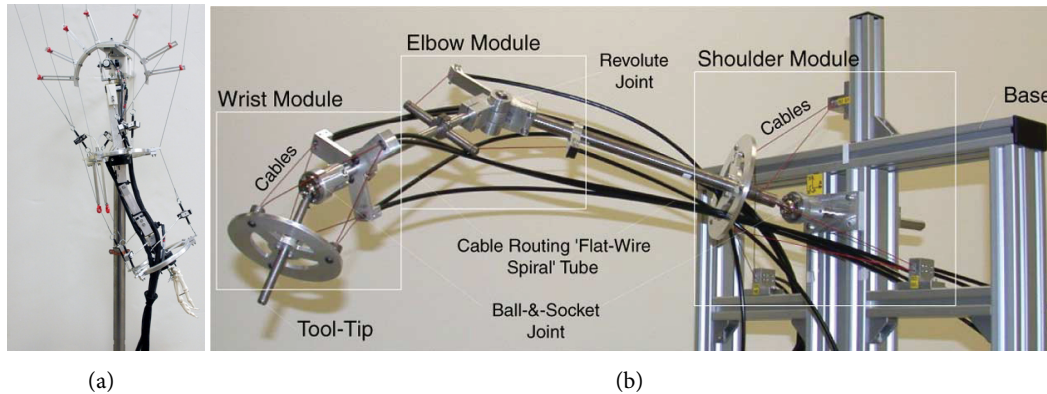 Elbow Module
Revolute
Joint
Shoulder Module
Wrist Module
Base
Cables
Cables
Cable Routing 'Flat-Wire
Spiral' Tube
Ball-&-Socket
Joint
Tool-Tip
(a)
(b)